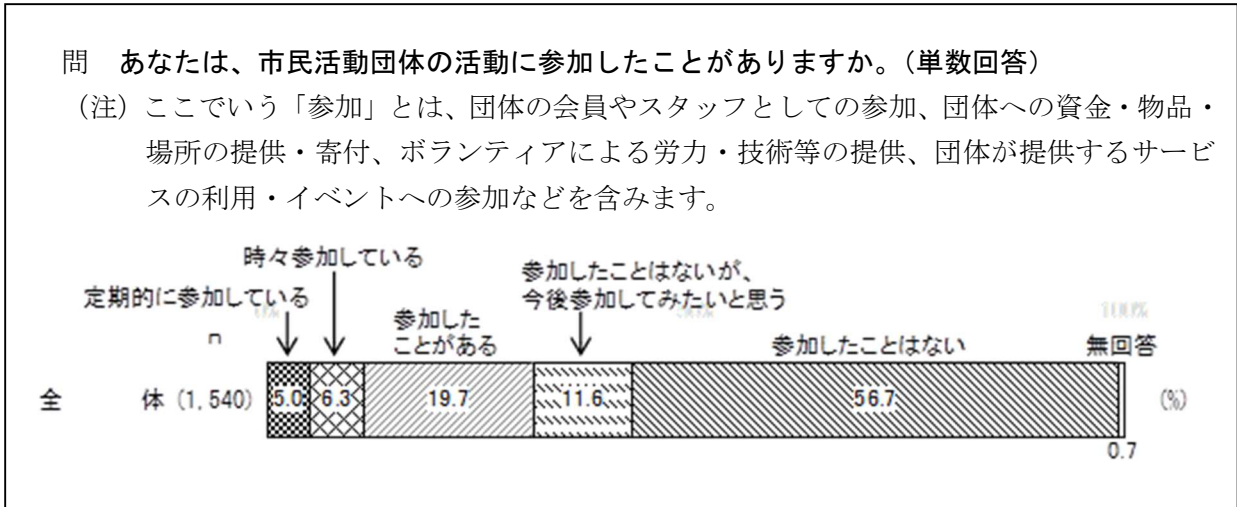 問　あなたは、市民活動団体の活動に参加したことがありますか。（単数回答）
（注）ここでいう「参加」とは、団体の会員やスタッフとしての参加、団体への資金・物品・
場所の提供・寄付、ボランティアによる労力・技術等の提供、団体が提供するサービ
スの利用・イベントへの参加などを含みます。
時々参加している
参加したことはないが、
今後参加してみたいと思う
定期的に参加している
参加した
ことがある
参加したことはない
100%
無回答
n
全　体 (1,540) 5.0 6.3 19.7 11.6 56.7 (%)
0.7